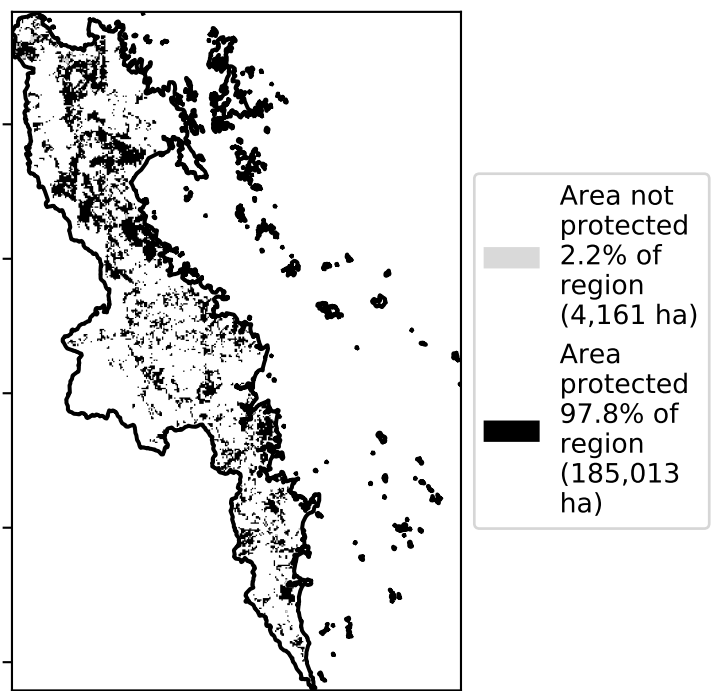 Area not
protected
2.2% of
region
(4,161 ha)
Area
protected
97.8% of
region
(185,013
ha)